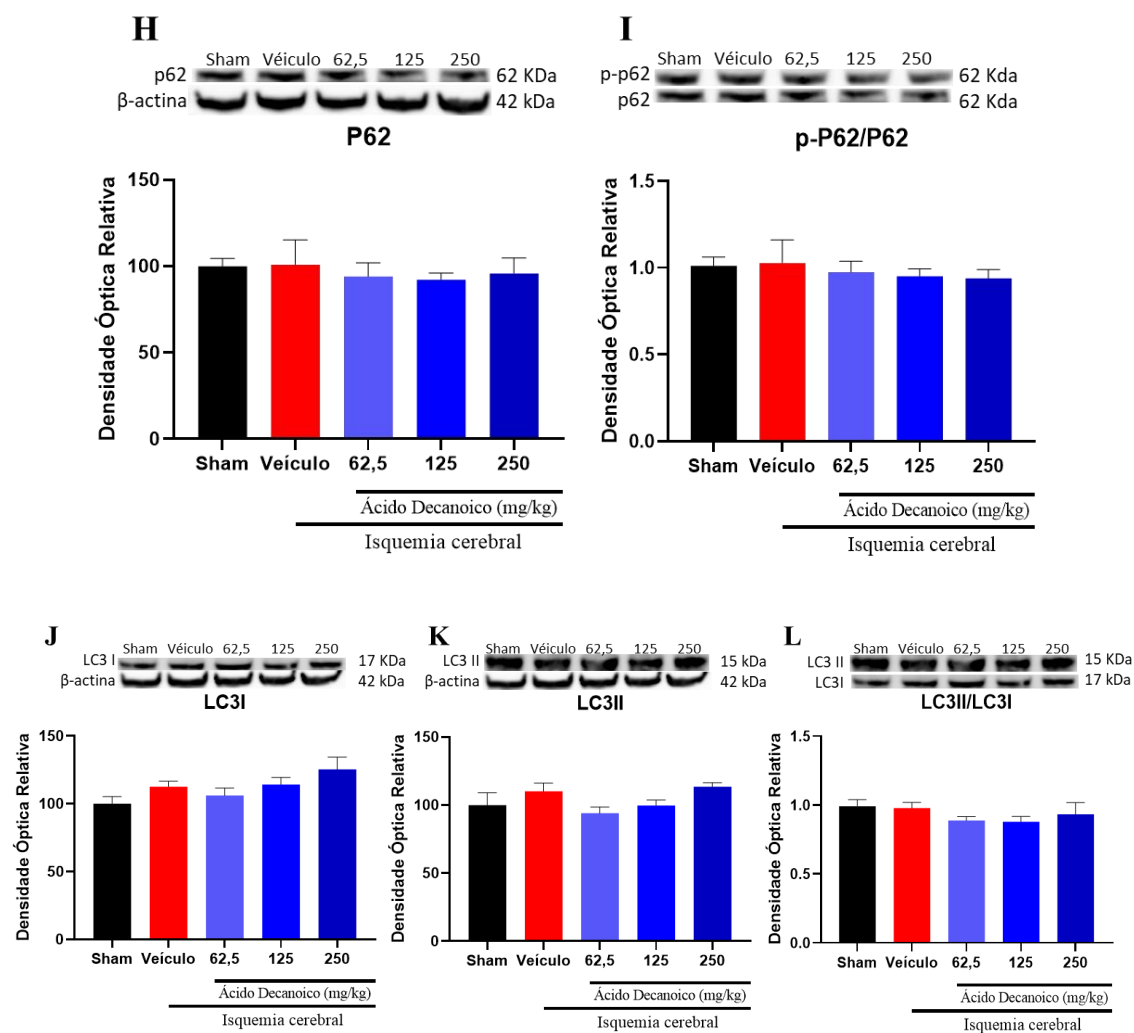 H
Sham Véiculo 62,5 125 250
p62 62 KDa
β-actina 42 kDa
P62
Densidade Óptica Relativa
150
100
50
0
Sham Veículo 62,5 125 250
Ácido Decanoico (mg/kg)
Isquemia cerebral
I
Sham Véiculo 62,5 125 250
p-p62 62 Kda
p62 62 Kda
p-P62/P62
Densidade Óptica Relativa
1.5
1.0
0.5
0.0
Sham Veículo 62,5 125 250
Ácido Decanoico (mg/kg)
Isquemia cerebral
J
Sham Véiculo 62,5 125 250
LC3 I 17 KDa
β-actina 42 kDa
LC3I
Densidade Óptica Relativa
150
100
50
0
Sham Veículo 62,5 125 250
Ácido Decanoico (mg/kg)
Isquemia cerebral
K
Sham Véiculo 62,5 125 250
LC3 II 15 KDa
β-actina 42 kDa
LC3II
Densidade Óptica Relativa
150
100
50
0
Sham Veículo 62,5 125 250
Ácido Decanoico (mg/kg)
Isquemia cerebral
L
Sham Véiculo 62,5 125 250
LC3 II 15 KDa
LC3I 17 kDa
LC3II/LC3I
Densidade Óptica Relativa
1.5
1.0
0.5
0.0
Sham Veículo 62,5 125 250
Ácido Decanoico (mg/kg)
Isquemia cerebral